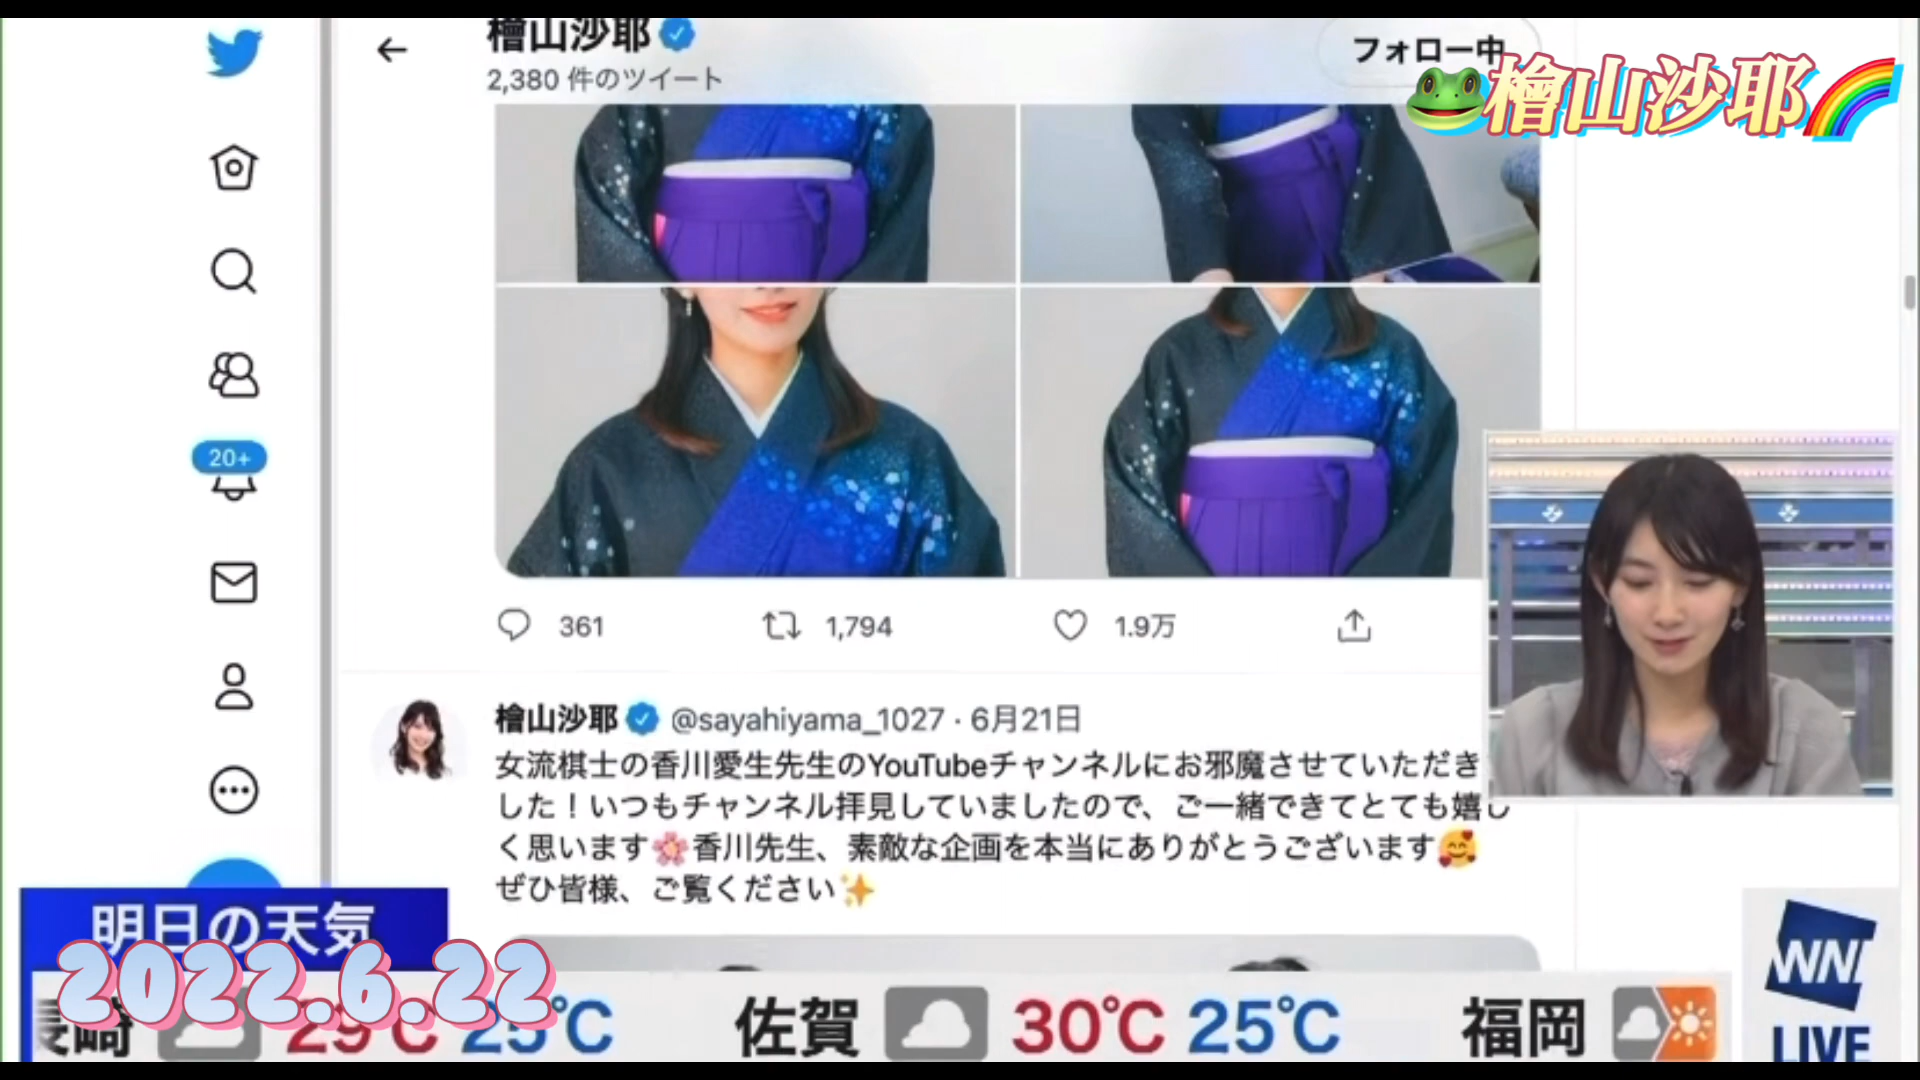 檜山沙耶
2,380 件のツイート
フォロー中
🐸檜山沙耶🌈
20+
361
1,794
1.9万
檜山沙耶 @sayahiyama_1027 · 6月21日
女流棋士の香川愛生先生のYouTubeチャンネルにお邪魔させていただき
した！いつもチャンネル拝見していましたので、ご一緒できてとても嬉し
く思います🌸香川先生、素敵な企画を本当にありがとうございます🥰
ぜひ皆様、ご覧ください✨
明日の天気
2022.6.22
長崎 29℃ 25℃ 佐賀 30℃ 25℃ 福岡
WNI
LIVE